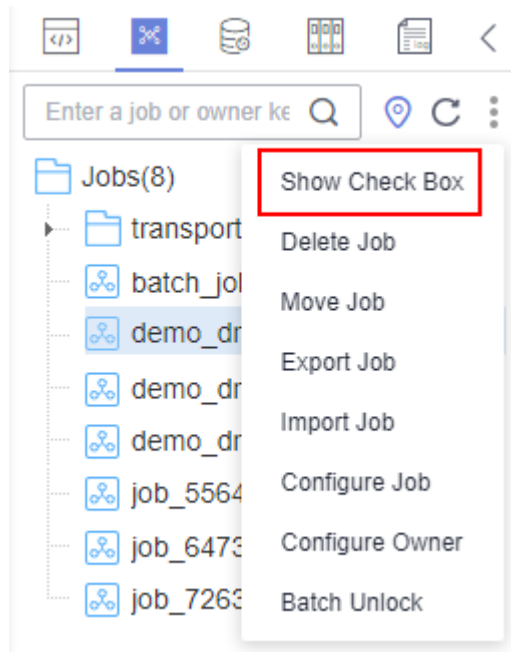 </>
log
Enter a job or owner ke
Jobs(8)
Show Check Box
transport
Delete Job
batch_jol
Move Job
demo_dr
Export Job
demo_dr
Import Job
demo_dr
Configure Job
job_5564
Configure Owner
job_6473
Batch Unlock
job_7263